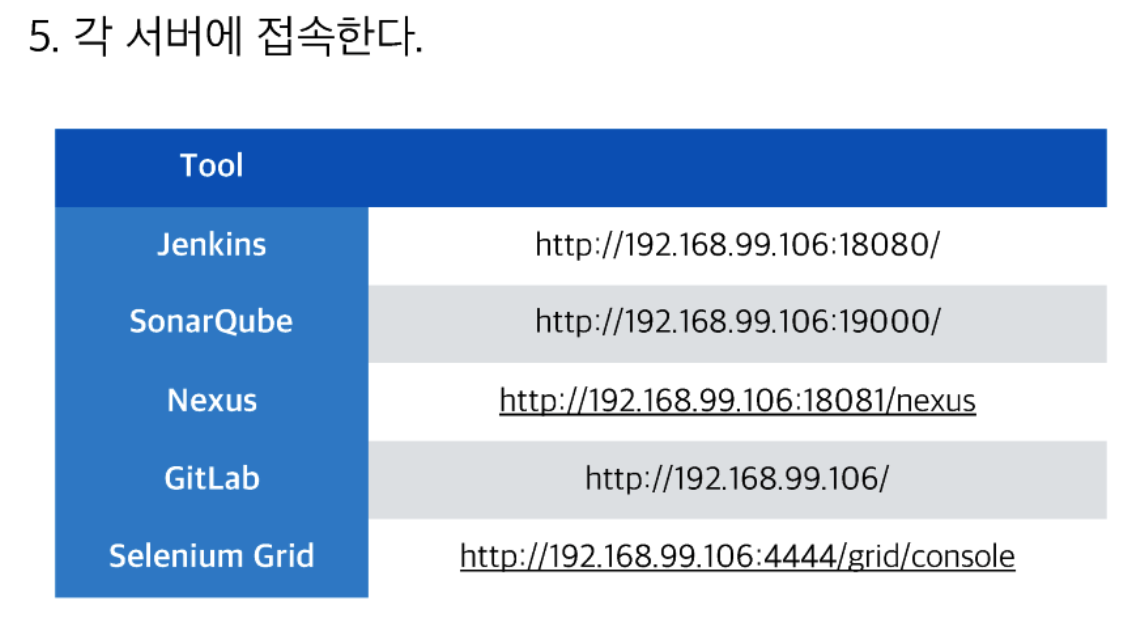 5. 각 서버에 접속한다.
Tool
Jenkins http://192.168.99.106:18080/
SonarQube http://192.168.99.106:19000/
Nexus http://192.168.99.106:18081/nexus
GitLab http://192.168.99.106/
Selenium Grid http://192.168.99.106:4444/grid/console